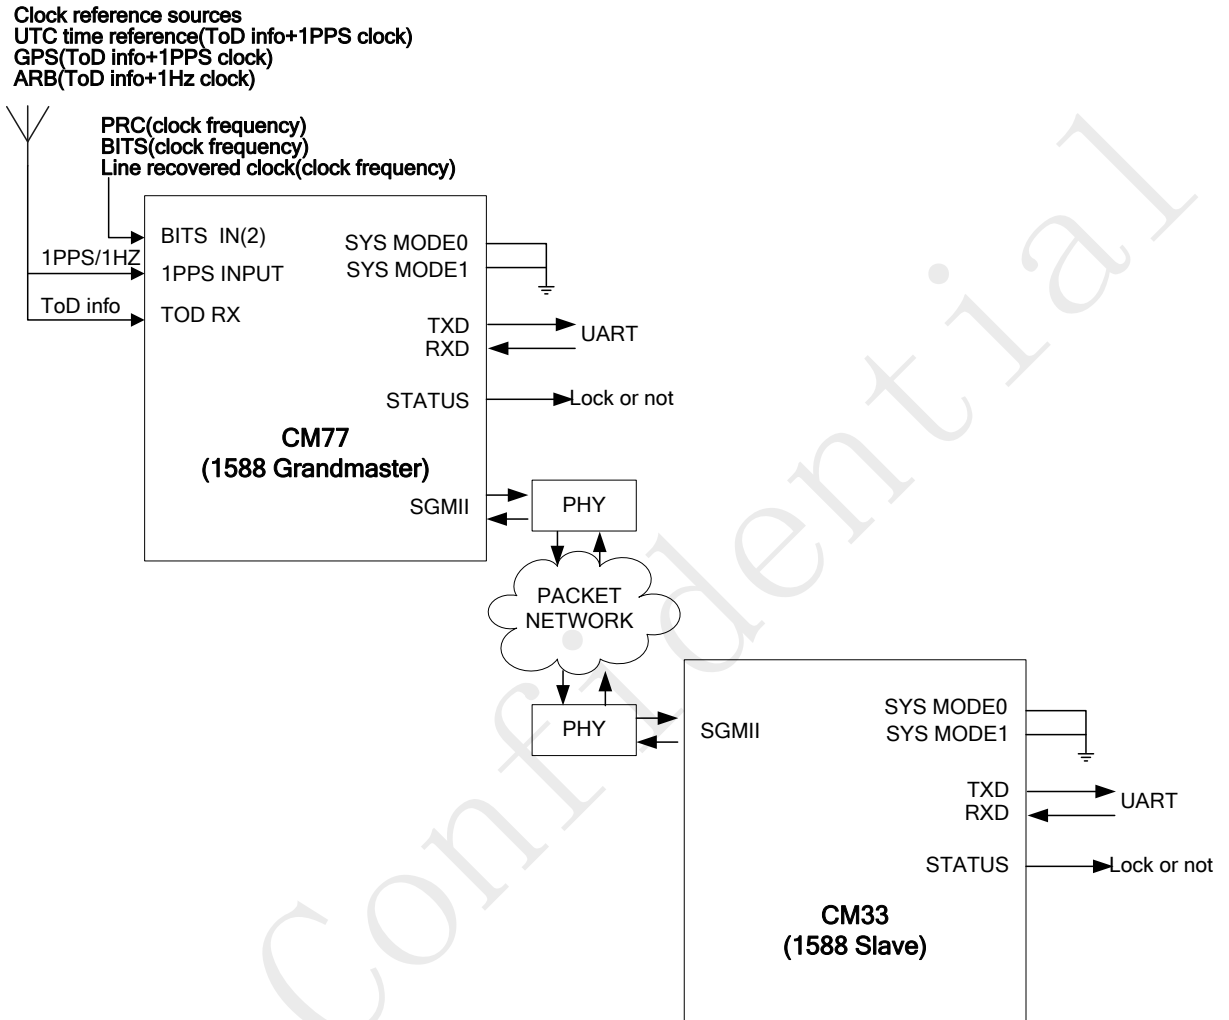 Clock reference sources
UTC time reference(ToD info+1PPS clock)
GPS(ToD info+1PPS clock)
ARB(ToD info+1Hz clock)
PRC(clock frequency)
BITS(clock frequency)
Line recovered clock(clock frequency)
BITS IN(2)
1PPS/1HZ
1PPS INPUT
ToD info
TOD RX
SYS MODE0
SYS MODE1
TXD
RXD
UART
STATUS
Lock or not
CM77
(1588 Grandmaster)
SGMII
PHY
PACKET
NETWORK
PHY
SGMII
SYS MODE0
SYS MODE1
TXD
RXD
UART
STATUS
Lock or not
CM33
(1588 Slave)
Confidential